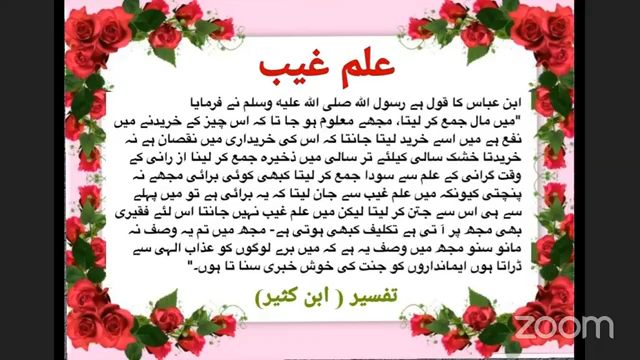 علم غیب
ابن عباس کا قول ہے رسول اللہ صلی اللہ علیہ وسلم نے فرمایا
"میں مال جمع کر لیتا، مجھے معلوم ہو جا تا کہ اس چیز کے خریدنے میں
نفع ہے میں اسے خرید لیتا جانتا کہ اس کی خریداری میں نقصان ہے نہ
خریدتا خشک سالی کیلئے تر سالی میں ذخیرہ جمع کر لینا از رانی کے
وقت گرانی کے علم سے سودا جمع کر لیتا کبھی کوئی برائی مجھے نہ
پنچتی کیونکہ میں علم غیب سے جان لیتا کہ یہ برائی ہے تو میں پہلے
سے ہی اس سے جتن کر لیتا لیکن میں علم غیب نہیں جانتا اس لئے فقیری
بھی مجھ پر آ تی ہے تکلیف کبھی ہوتی ہے- مجھ میں تم یہ وصف نہ
مانو سنو مجھ میں وصف یہ ہے کہ میں برے لوگوں کو عذاب الہی سے
ڈراتا ہوں ایمانداروں کو جنت کی خوش خبری سنا تا ہوں۔"
تفسیر ( ابن کثیر)
zoom